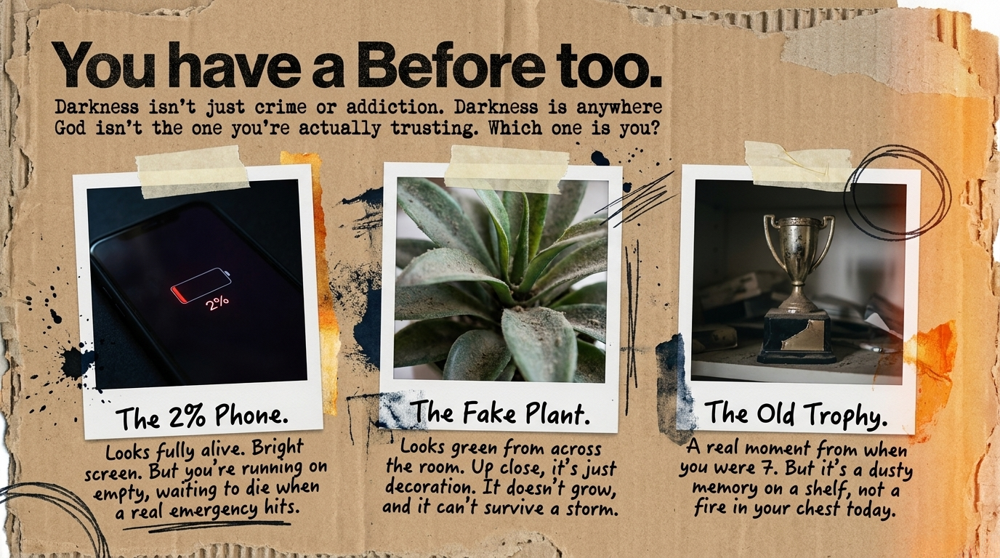 You have a Before too.
Darkness isn't just crime or addiction. Darkness is anywhere
God isn't the one you're actually trusting. Which one is you?
2%
The 2% Phone.
Looks fully alive. Bright
screen. But you're running on
empty, waiting to die when
a real emergency hits.
The Fake Plant.
Looks green from across
the room. Up close, it's just
decoration. It doesn't grow,
and it can't survive a storm.
The Old Trophy.
A real moment from when
you were 7. But it's a dusty
memory on a shelf, not a
fire in your chest today.